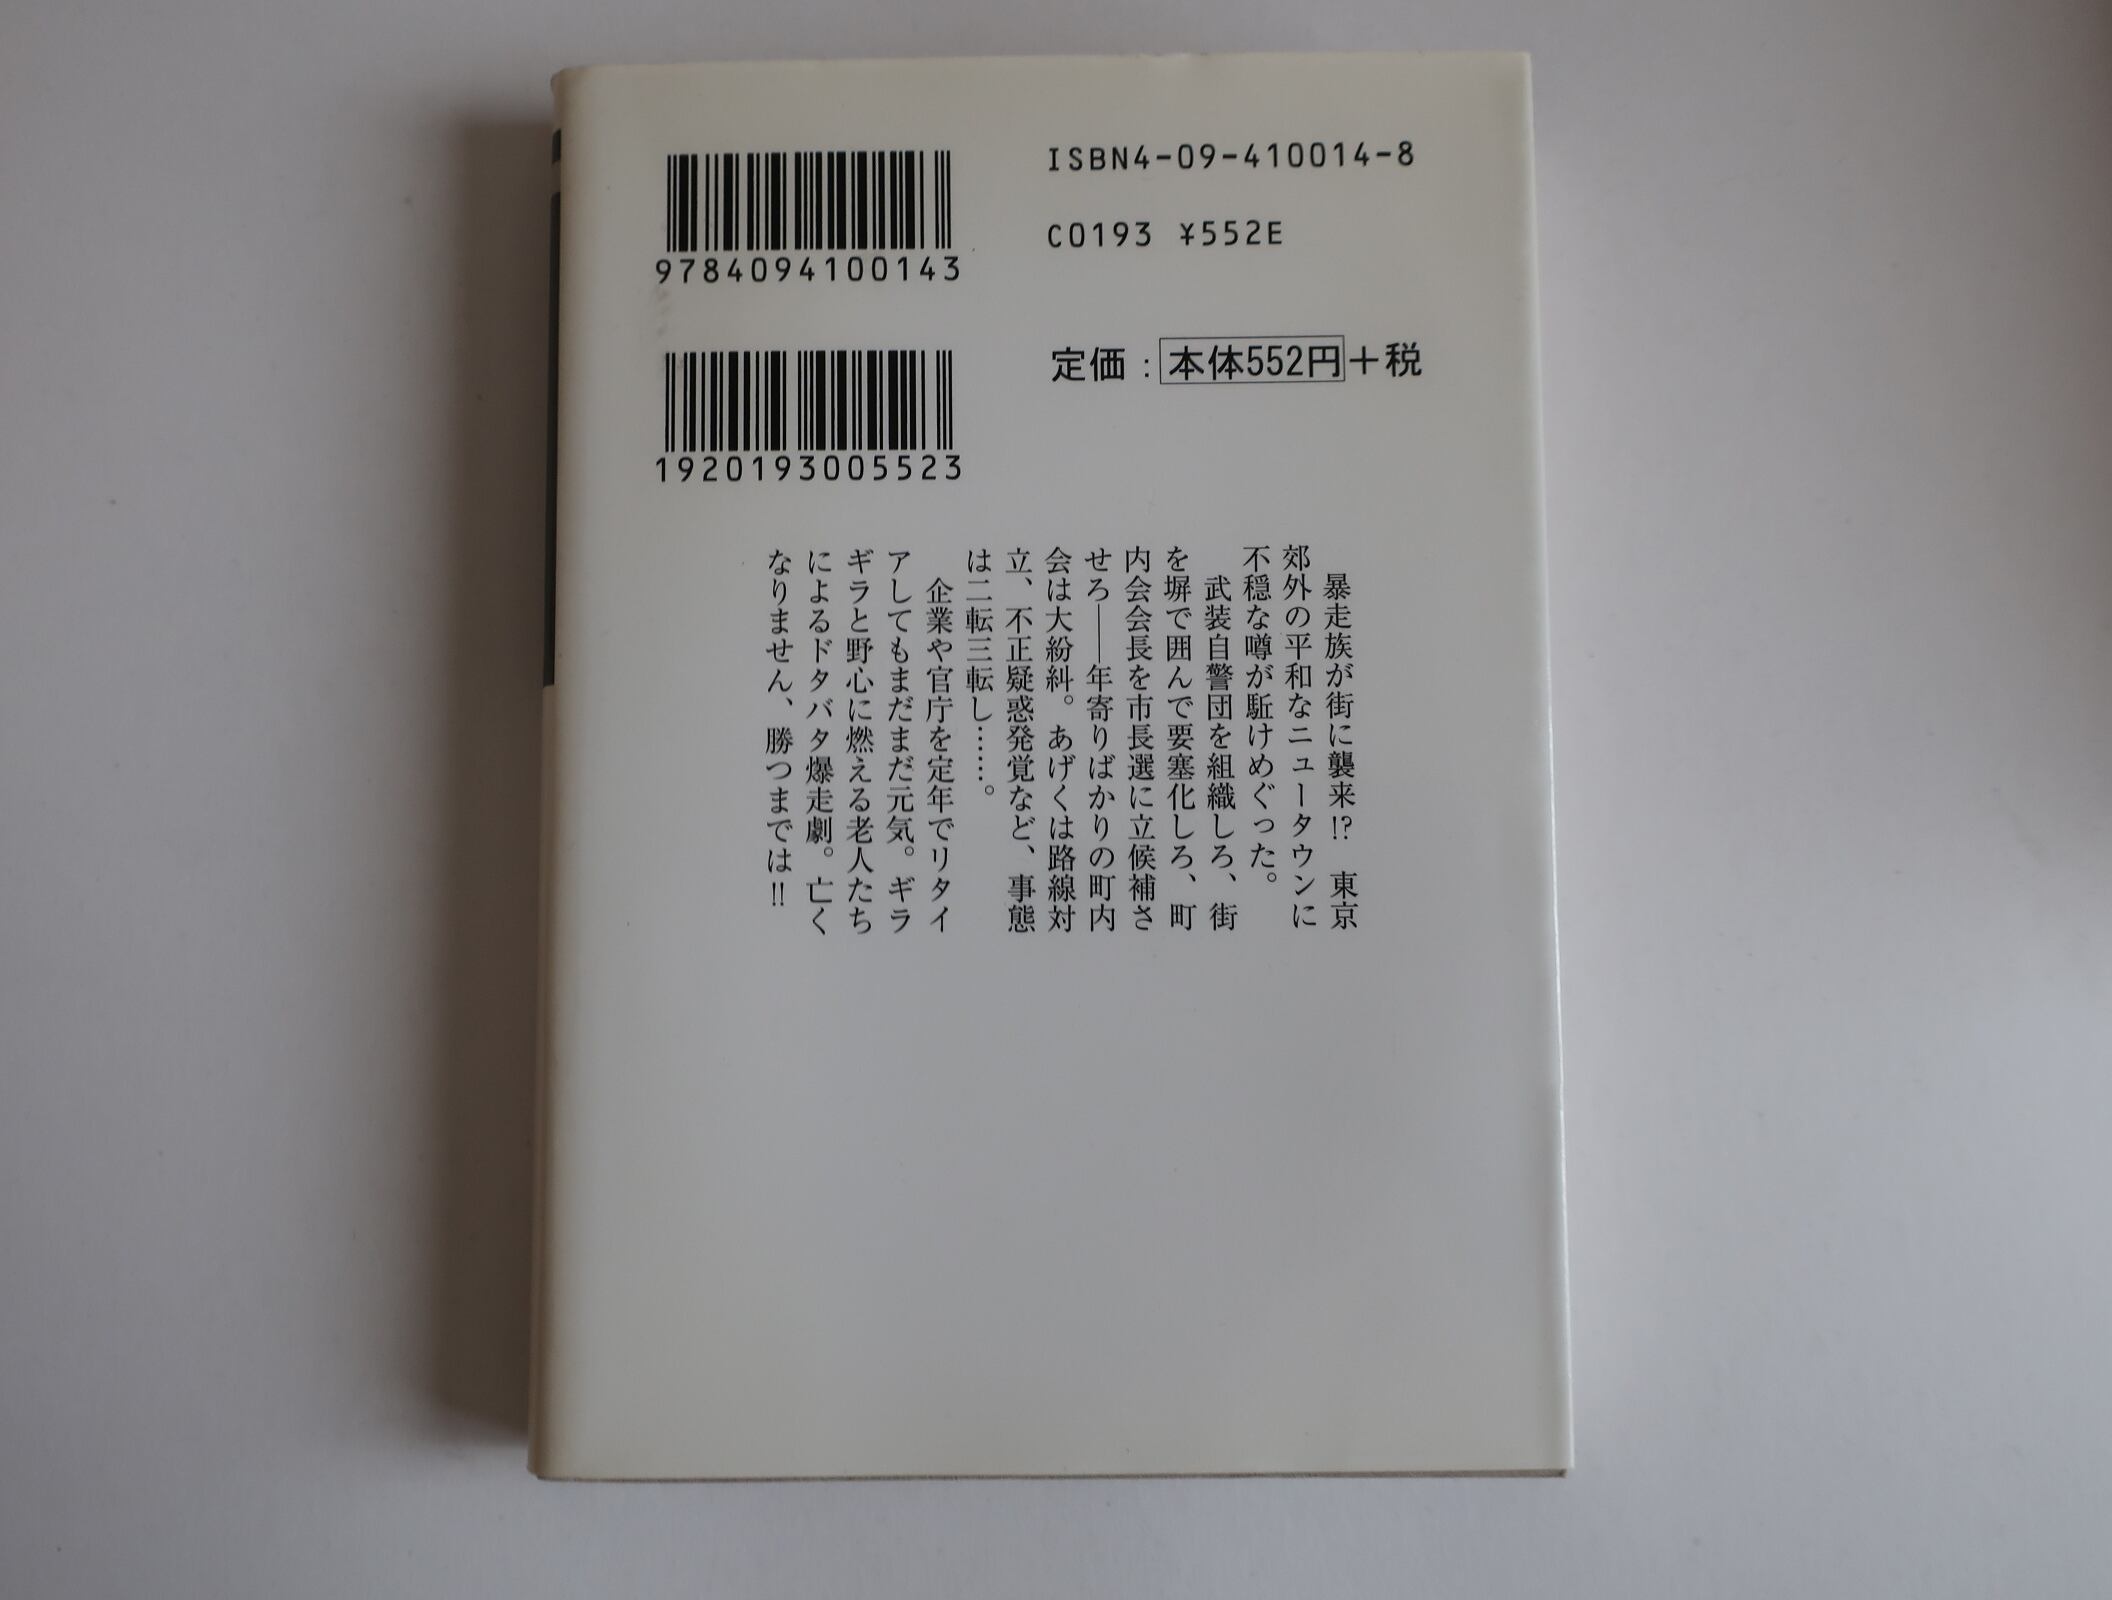 ISBN4-09-410014-8
C0193 ¥552E
定価：本体552円＋税
9784094100143
1920193005523
暴走族が街に襲来!?　東京
郊外の平和なニュータウンに
不穏な噂が駈けめぐった。
武装自警団を組織しろ、街
を塀で囲んで要塞化しろ、町
内会会長を市長選に立候補さ
せろ――年寄りばかりの町内
会は大紛糾。あげくは路線対
立、不正疑惑発覚など、事態
は二転三転し……。
企業や官庁を定年でリタイ
アしてもまだまだ元気。ギラ
ギラと野心に燃える老人たち
によるドタバタ爆走劇。亡く
なりません、勝つまでは!!